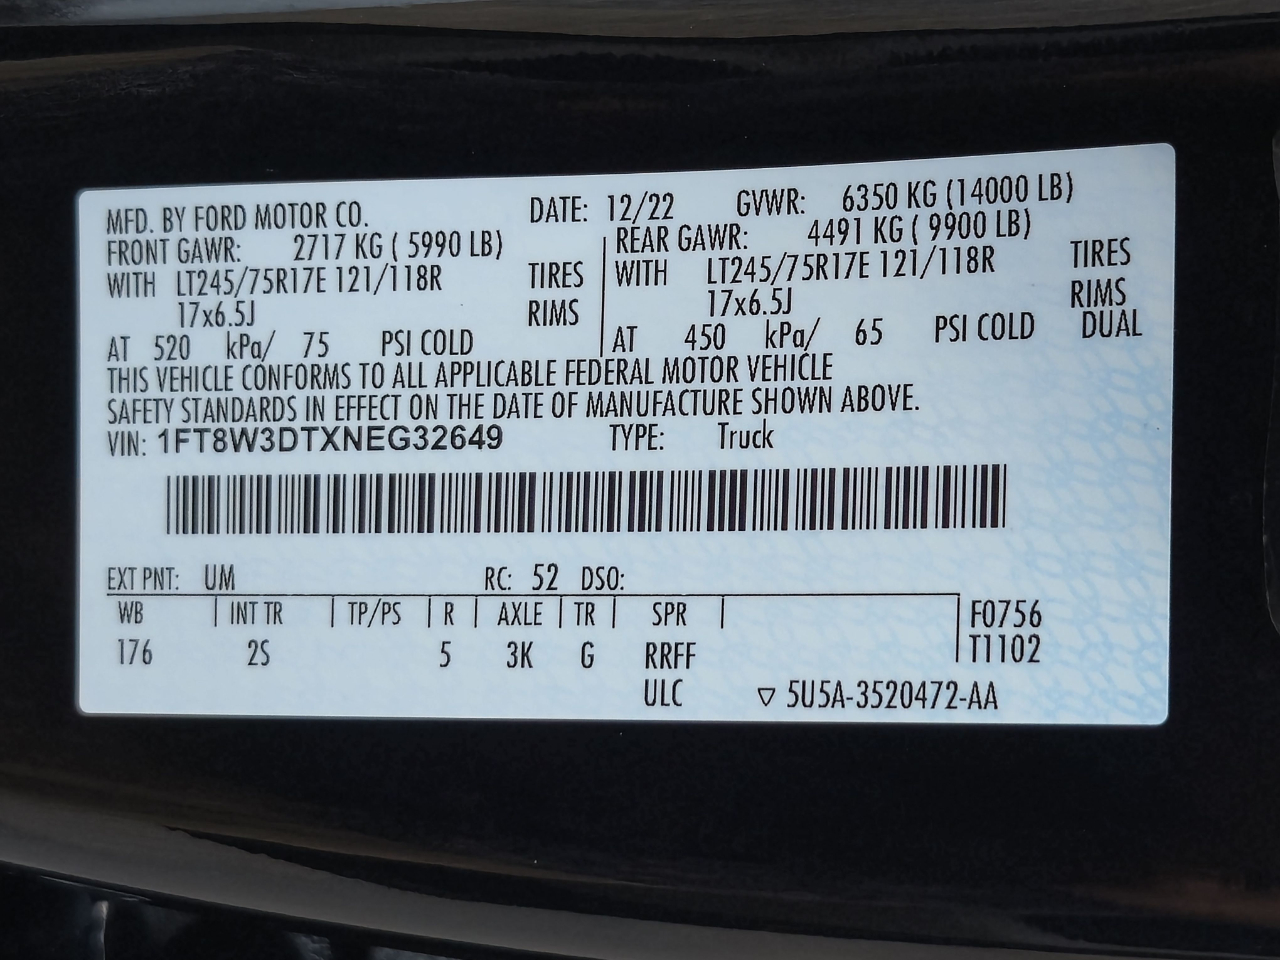 MFD. BY FORD MOTOR CO. DATE: 12/22 GVWR: 6350 KG (14000 LB)
FRONT GAWR: 2717 KG ( 5990 LB) REAR GAWR: 4491 KG ( 9900 LB)
WITH LT245/75R17E 121/118R TIRES WITH LT245/75R17E 121/118R TIRES
17x6.5J RIMS 17x6.5J RIMS
AT 520 kPa/ 75 PSI COLD AT 450 kPa/ 65 PSI COLD DUAL
THIS VEHICLE CONFORMS TO ALL APPLICABLE FEDERAL MOTOR VEHICLE
SAFETY STANDARDS IN EFFECT ON THE DATE OF MANUFACTURE SHOWN ABOVE.
VIN: 1FT8W3DTXNEG32649 TYPE: Truck
EXT PNT: UM RC: 52 DSO:
WB INT TR TP/PS R AXLE TR SPR F0756
176 2S 5 3K G RRFF T1102
ULC ▽ 5U5A-3520472-AA